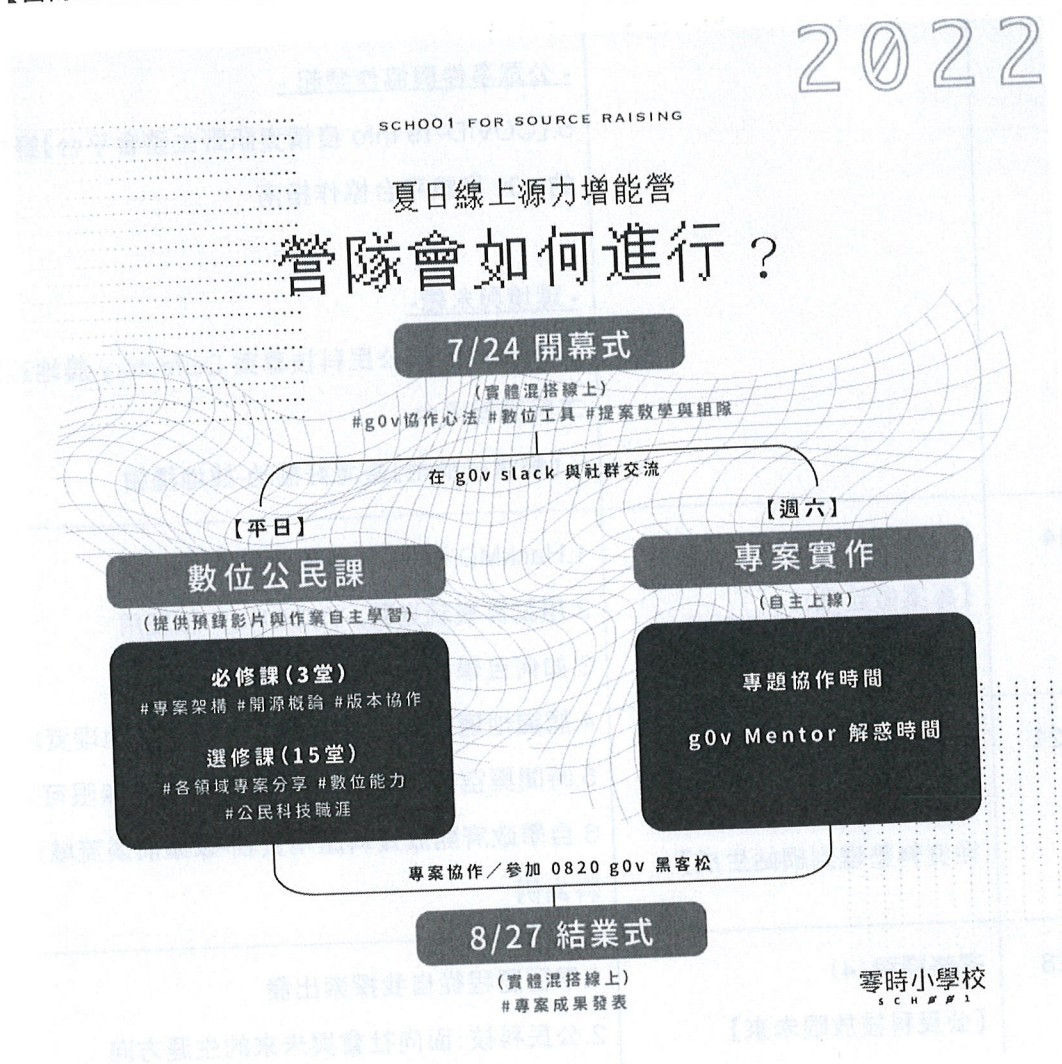 2022
SCHOO1 FOR SOURCE RAISING
夏日線上源力增能營
營隊會如何進行？
7/24 開幕式
(實體混搭線上)
#g0v協作心法 #數位工具 #提案教學與組隊
在 g0v slack 與社群交流
【平日】
數位公民課
(提供預錄影片與作業自主學習)
必修課(3堂)
#專案架構 #開源概論 #版本協作
選修課(15堂)
#各領域專案分享 #數位能力
#公民科技職涯
【週六】
專案實作
(自主上線)
專題協作時間
g0v Mentor 解惑時間
專案協作／參加 0820 g0v 黑客松
8/27 結業式
(實體混搭線上)
#專案成果發表
零時小學校
SCH001